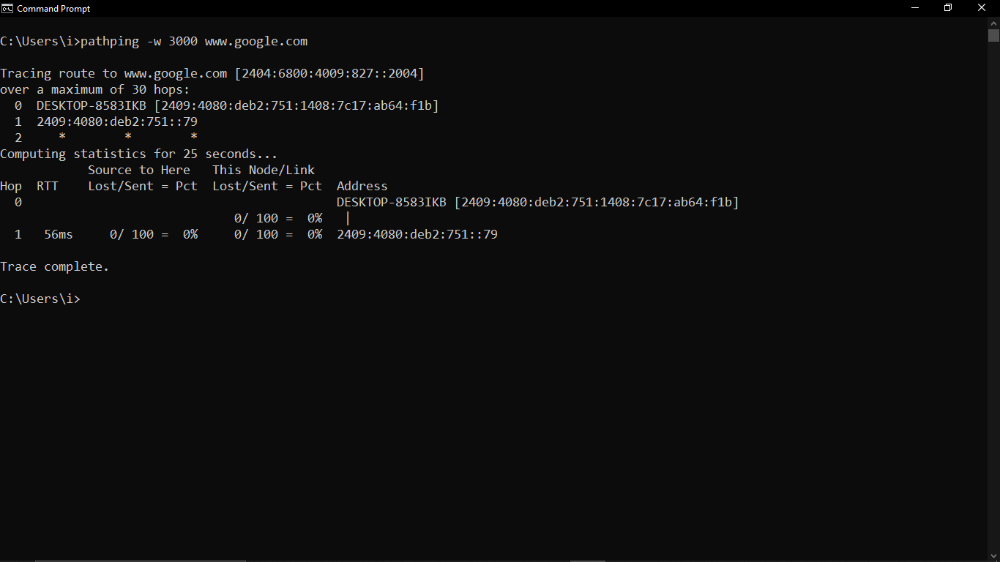 Command Prompt
C:\Users\i>pathping -w 3000 www.google.com
Tracing route to www.google.com [2404:6800:4009:827::2004]
over a maximum of 30 hops:
  0  DESKTOP-8583IKB [2409:4080:deb2:751:1408:7c17:ab64:f1b]
  1  2409:4080:deb2:751::79
  2     *        *        *
Computing statistics for 25 seconds...
            Source to Here   This Node/Link
Hop  RTT    Lost/Sent = Pct  Lost/Sent = Pct  Address
  0                                           DESKTOP-8583IKB [2409:4080:deb2:751:1408:7c17:ab64:f1b]
                                0/ 100 =  0%   |
  1   56ms     0/ 100 =  0%     0/ 100 =  0%  2409:4080:deb2:751::79
Trace complete.
C:\Users\i>